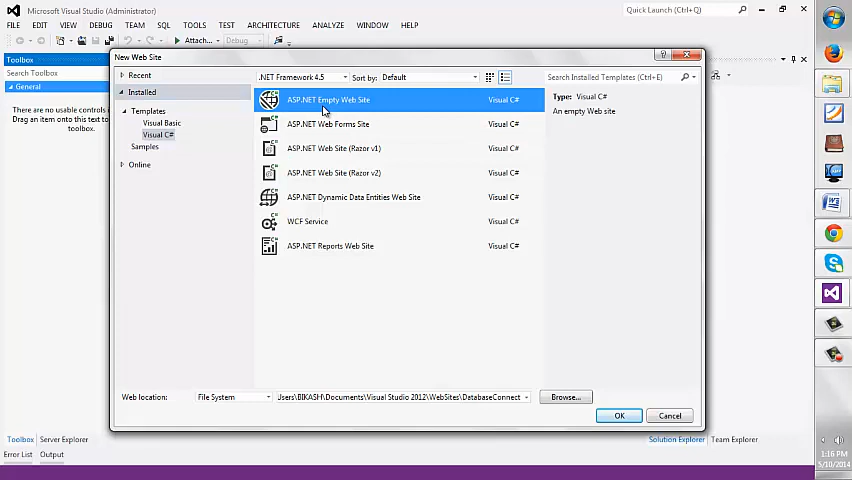 Microsoft Visual Studio (Administrator)
Quick Launch (Ctrl+Q)
FILE EDIT VIEW DEBUG TEAM SQL TOOLS TEST ARCHITECTURE ANALYZE WINDOW HELP
Attach... Debug
Toolbox
Search Toolbox
General
There are no usable controls
Drag an item onto this text to
toolbox.
New Web Site
Recent
.NET Framework 4.5
Sort by: Default
Search Installed Templates (Ctrl+E)
Installed
Templates
Visual Basic
Visual C#
Samples
Online
ASP.NET Empty Web Site Visual C#
ASP.NET Web Forms Site Visual C#
ASP.NET Web Site (Razor v1) Visual C#
ASP.NET Web Site (Razor v2) Visual C#
ASP.NET Dynamic Data Entities Web Site Visual C#
WCF Service Visual C#
ASP.NET Reports Web Site Visual C#
Type: Visual C#
An empty Web site
Web location: File System Jsers\BIKASH\Documents\Visual Studio 2012\WebSites\DatabaseConnect Browse...
OK Cancel
Toolbox Server Explorer
Solution Explorer Team Explorer
Error List Output
1:16 PM
5/10/2014